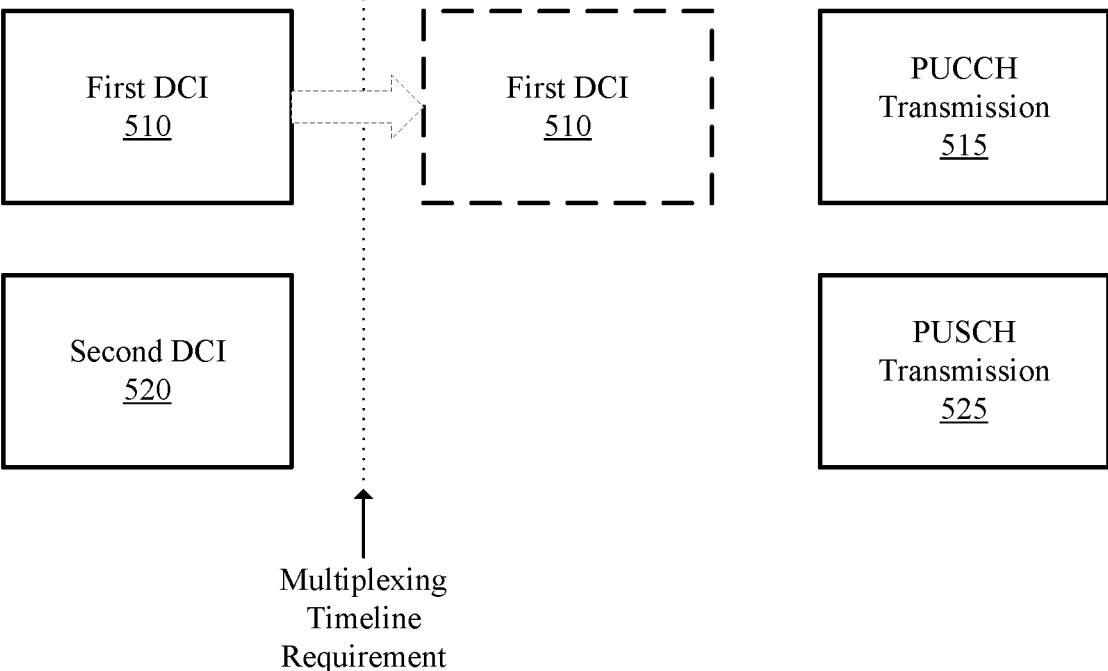 First DCI
510
First DCI
510
PUCCH
Transmission
515
Second DCI
520
PUSCH
Transmission
525
Multiplexing
Timeline
Requirement